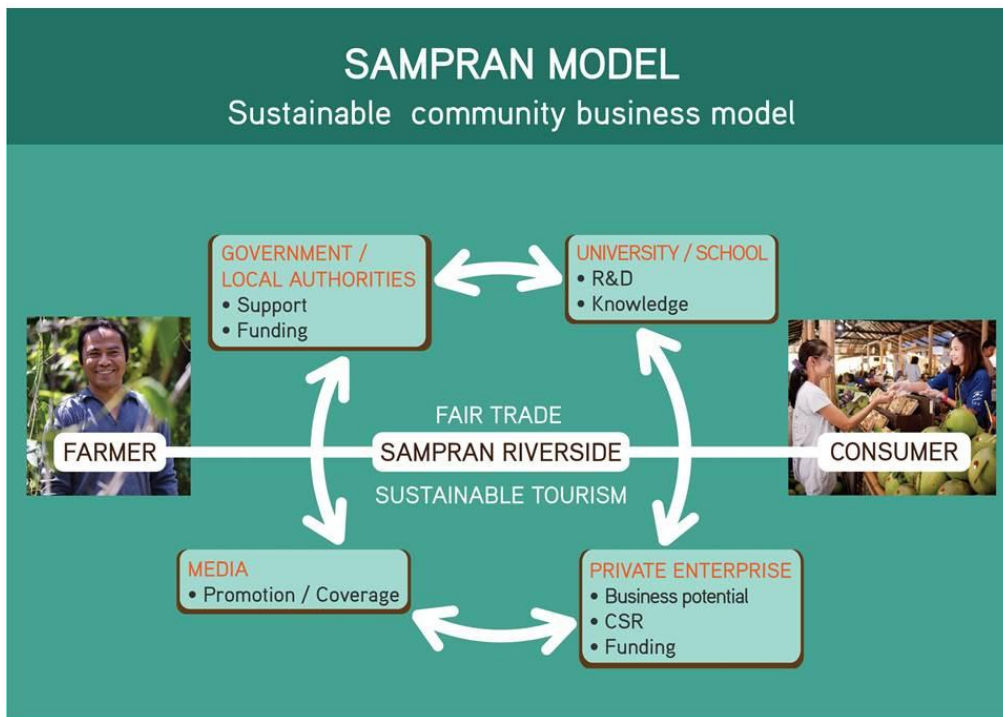 SAMPRAN MODEL
Sustainable community business model
GOVERNMENT /
LOCAL AUTHORITIES
• Support
• Funding
UNIVERSITY / SCHOOL
• R&D
• Knowledge
FAIR TRADE
FARMER
SAMPRAN RIVERSIDE
CONSUMER
SUSTAINABLE TOURISM
MEDIA
• Promotion / Coverage
PRIVATE ENTERPRISE
• Business potential
• CSR
• Funding